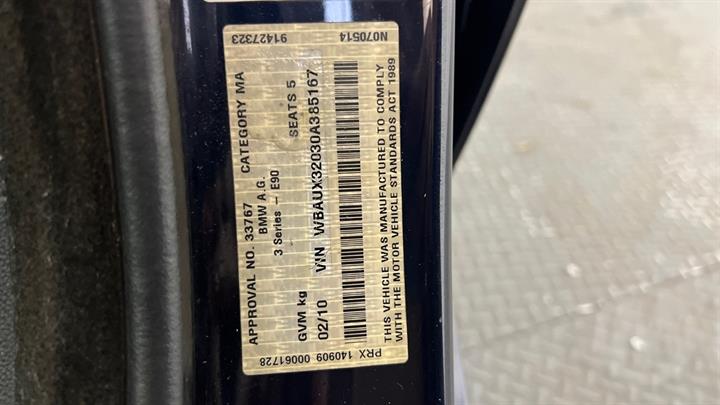 91427323 N070514
APPROVAL NO. 33767 CATEGORY MA
BMW A.G.
3 Series - E90 SEATS 5
GVM kg
02/10 VIN WBAUX32030A385167
THIS VEHICLE WAS MANUFACTURED TO COMPLY
WITH THE MOTOR VEHICLE STANDARDS ACT 1989
PRX 140909 00061728